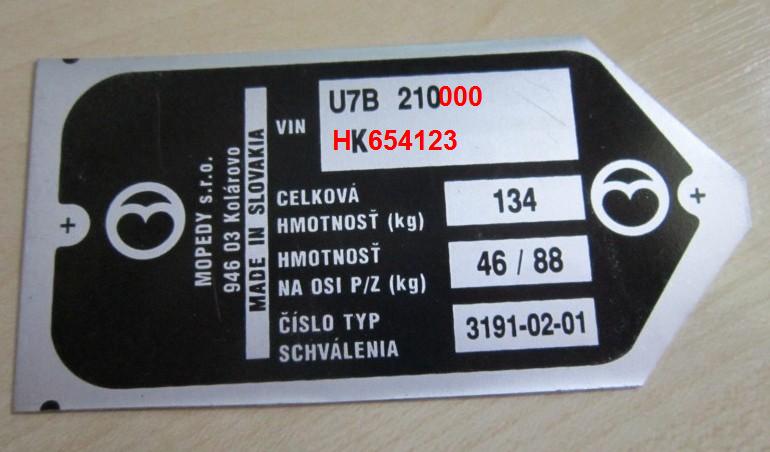 MOPEDY s.r.o.
946 03 Kolárovo
MADE IN SLOVAKIA
VIN
U7B 210000
HK654123
CELKOVÁ
HMOTNOSŤ (kg)
134
HMOTNOSŤ
NA OSI P/Z (kg)
46 / 88
ČÍSLO TYP
SCHVÁLENIA
3191-02-01